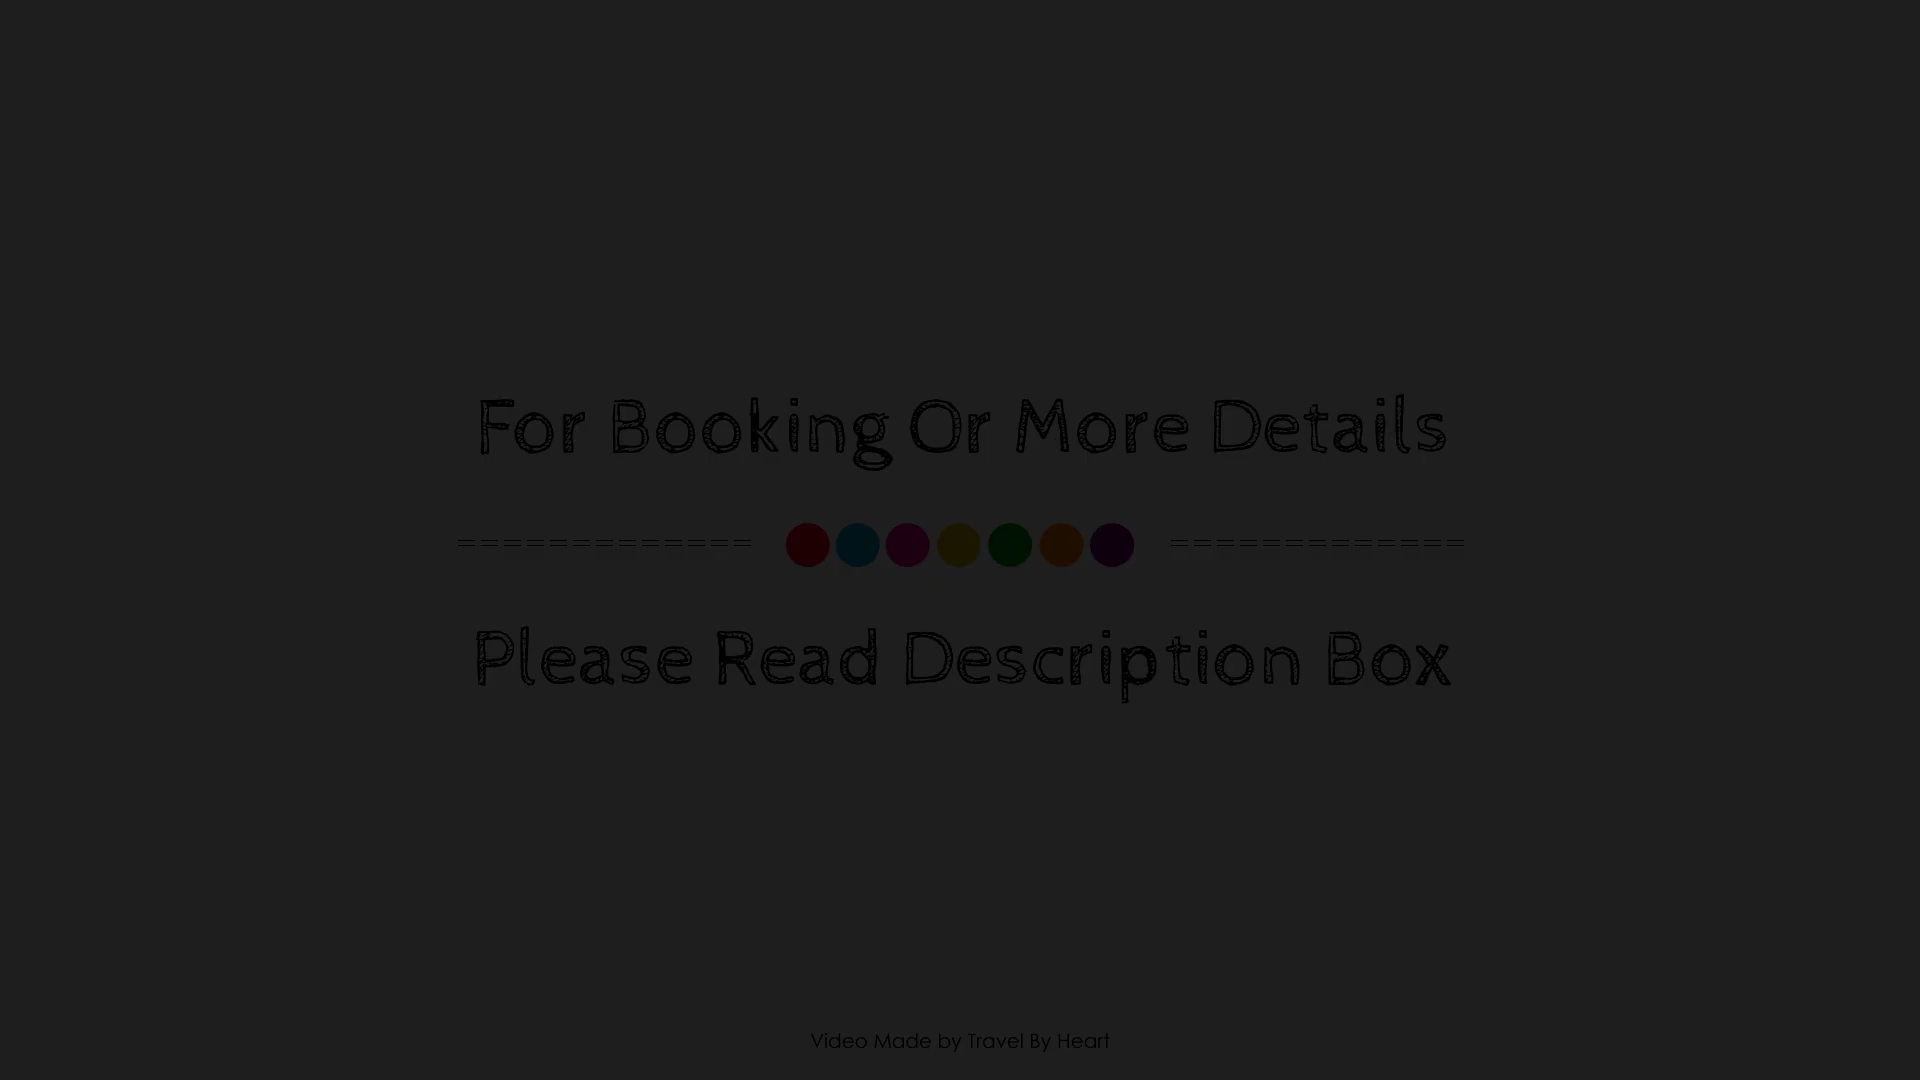 For Booking Or More Details
============= =============
Please Read Description Box
Video Made by Travel By Heart